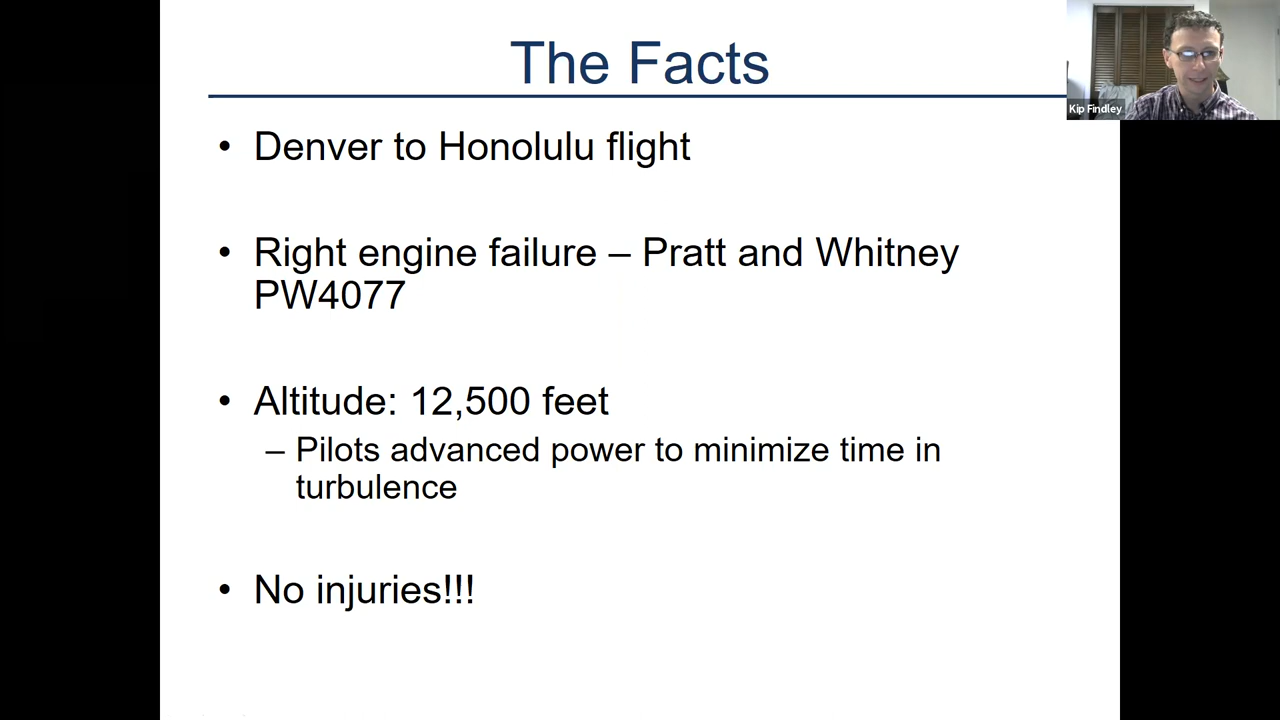 The Facts
Kip Findley
• Denver to Honolulu flight
• Right engine failure – Pratt and Whitney
PW4077
• Altitude: 12,500 feet
– Pilots advanced power to minimize time in
turbulence
• No injuries!!!